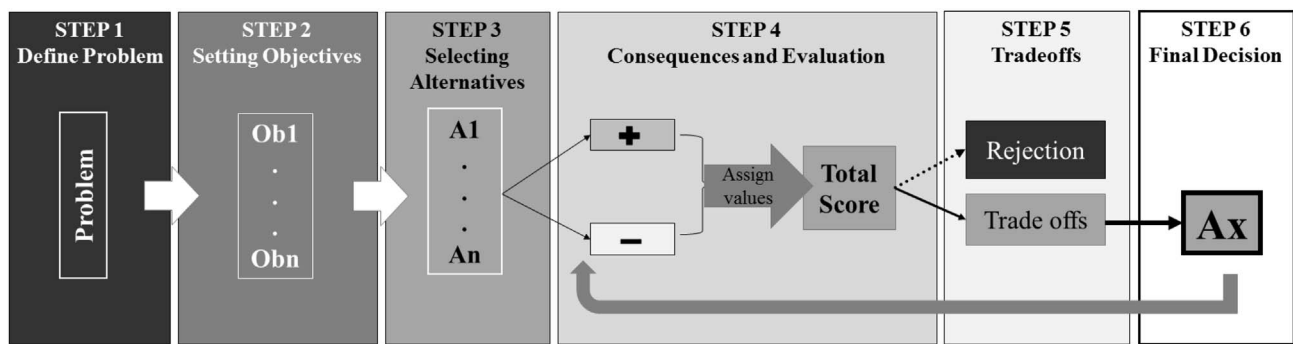 STEP 1
Define Problem
Problem
STEP 2
Setting Objectives
Ob1
.
.
.
Obn
STEP 3
Selecting
Alternatives
A1
.
.
.
An
STEP 4
Consequences and Evaluation
+
−
Assign
values
Total
Score
STEP 5
Tradeoffs
Rejection
Trade offs
STEP 6
Final Decision
Ax